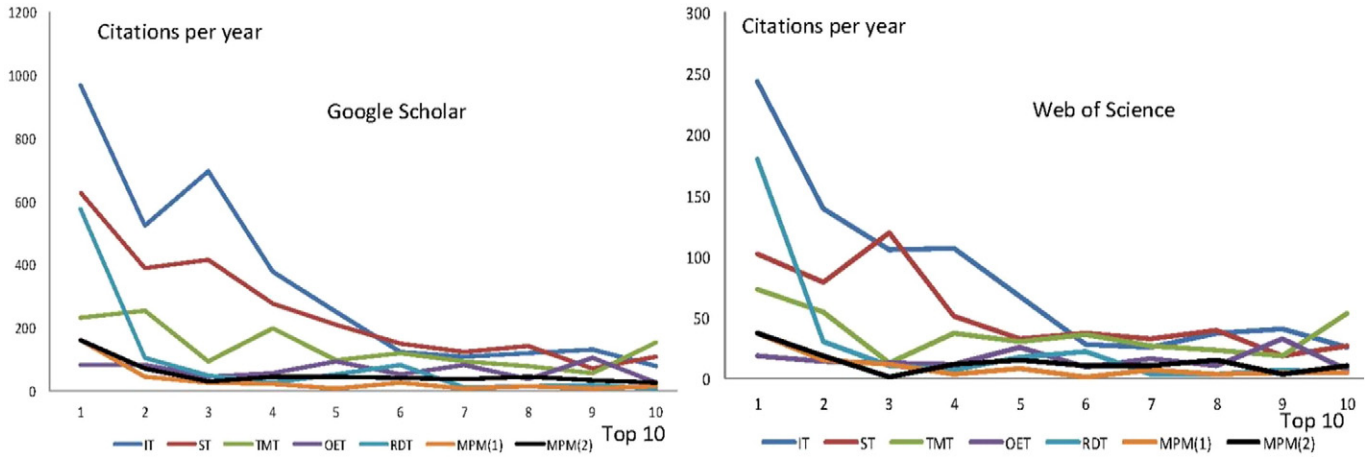 Citations per year
Google Scholar
1200
1000
800
600
400
200
0
1 2 3 4 5 6 7 8 9 10
Top 10
IT ST TMT OET RDT MPM(1) MPM(2)
Citations per year
Web of Science
300
250
200
150
100
50
0
1 2 3 4 5 6 7 8 9 10
Top 10
IT ST TMT OET RDT MPM(1) MPM(2)